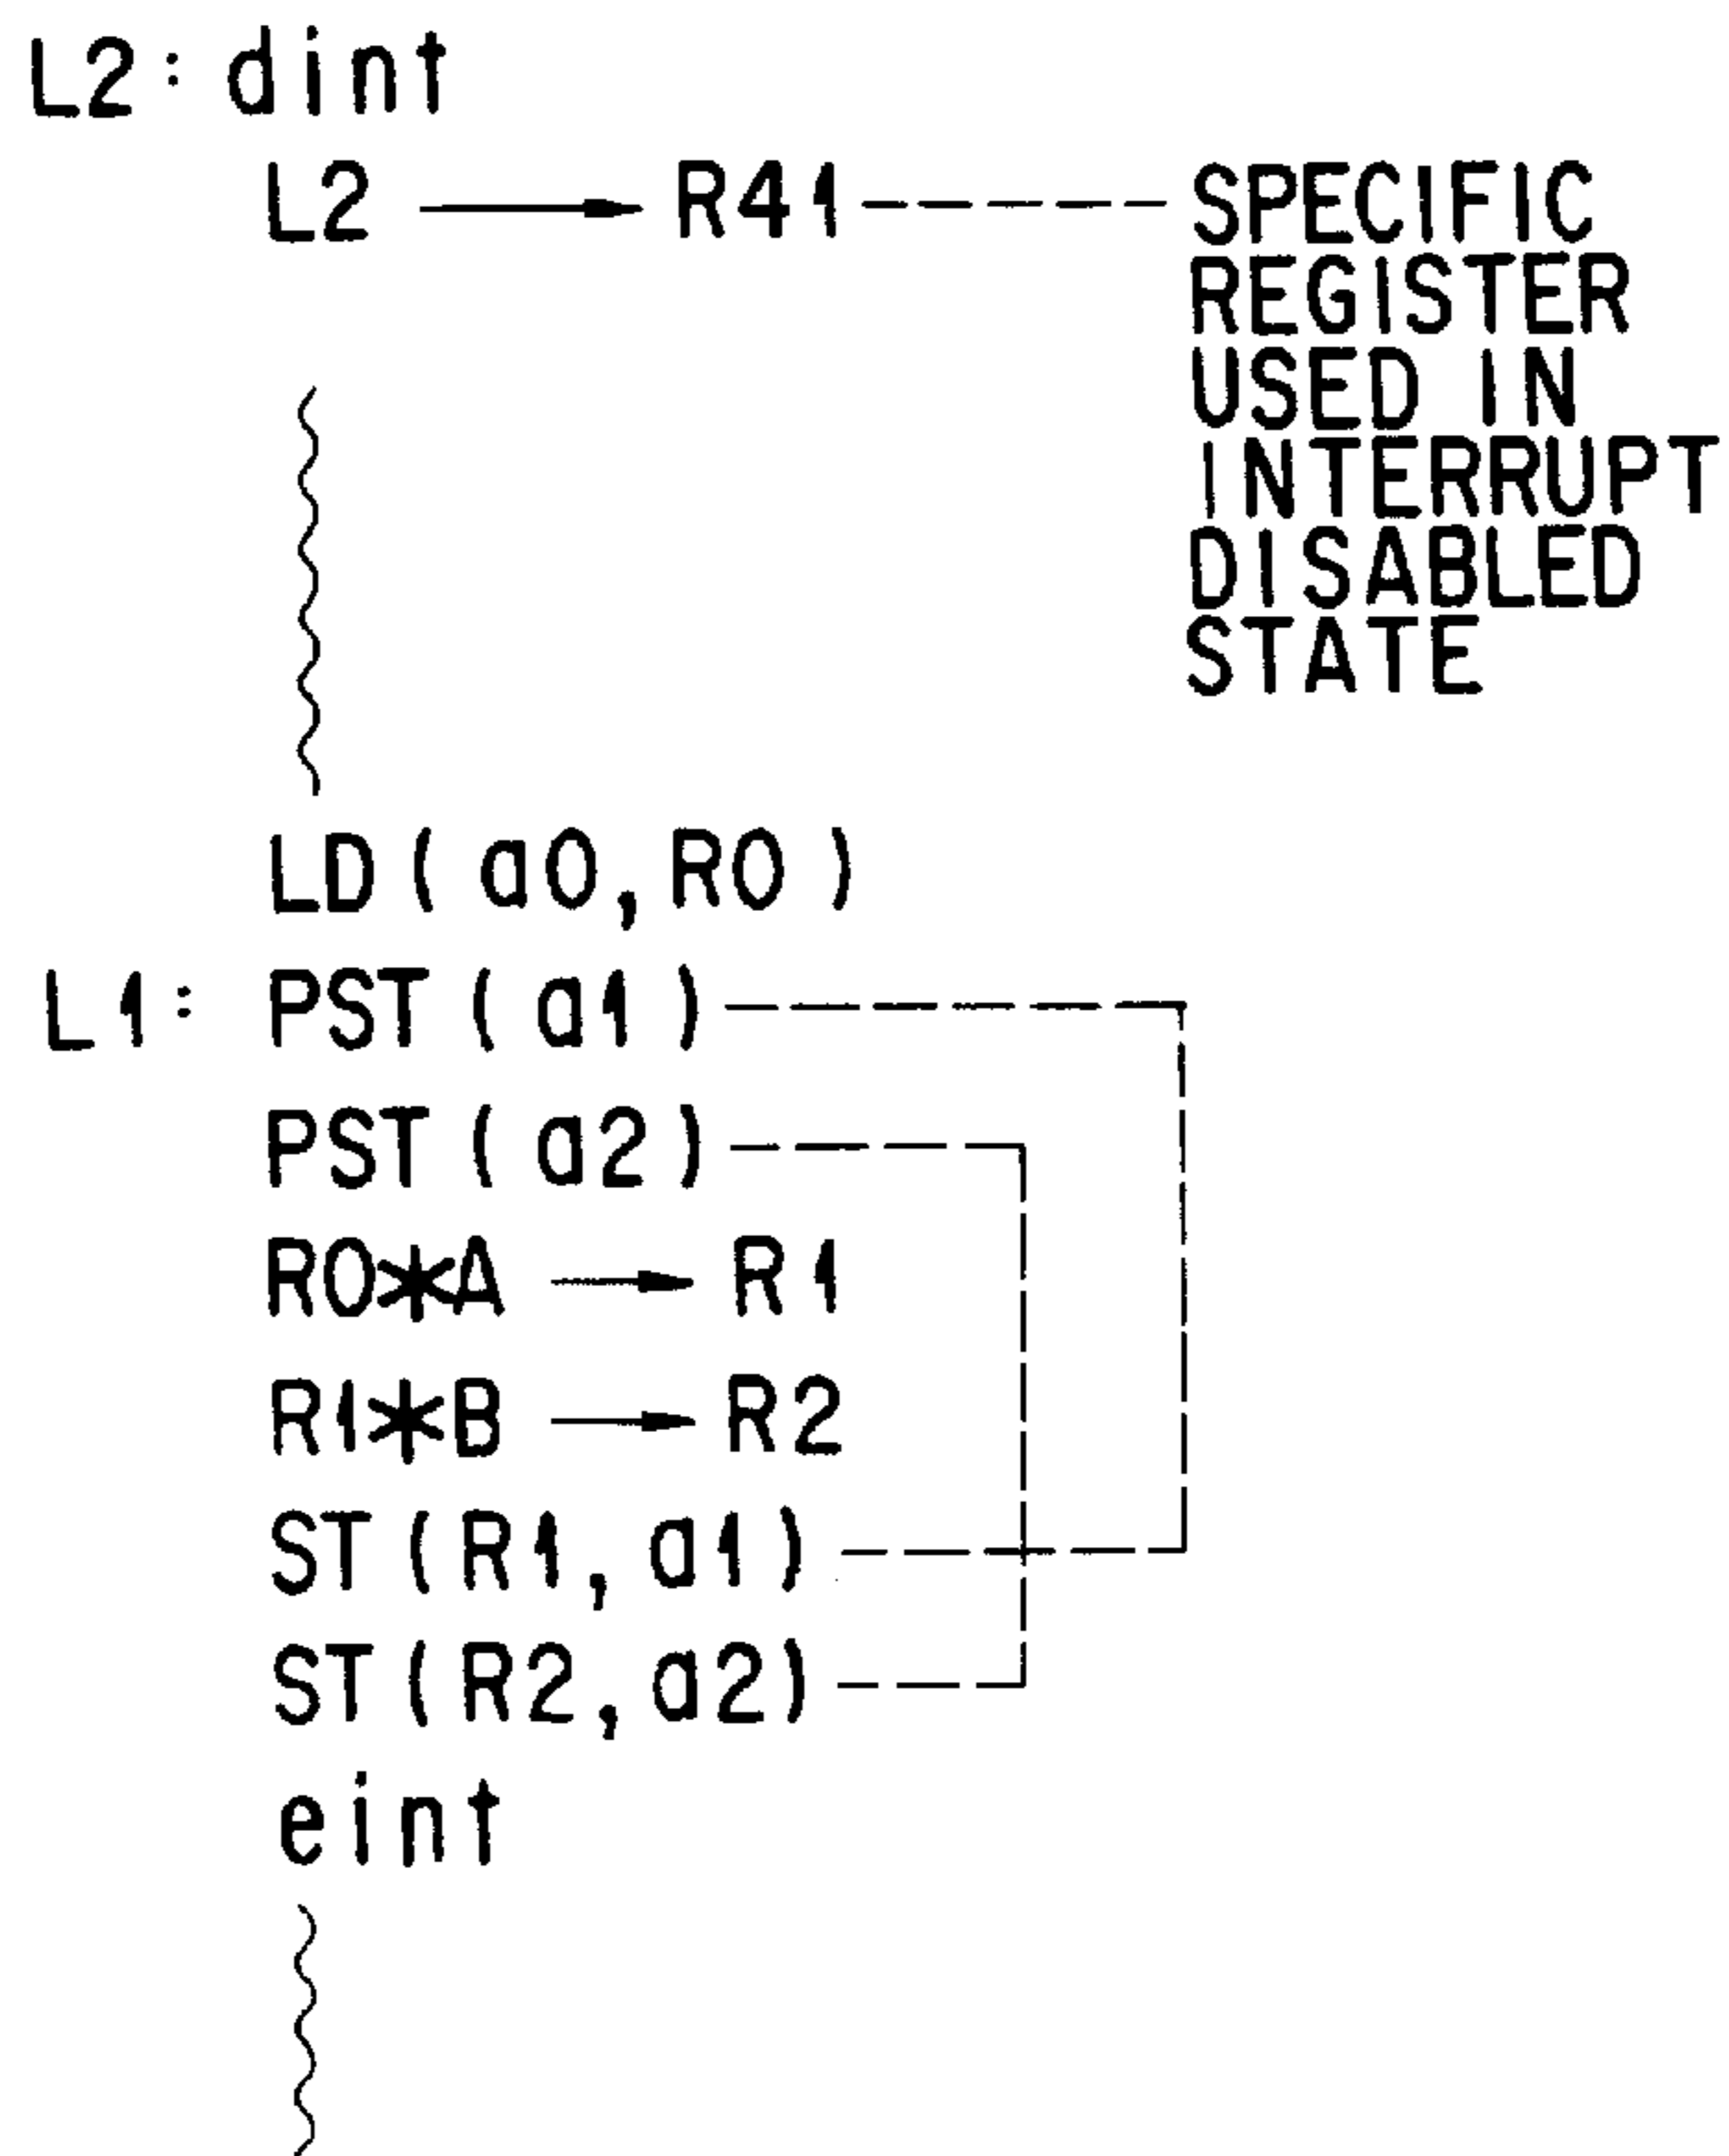 L2: dint
L2 → R41 ------ SPECIFIC
REGISTER
USED IN
INTERRUPT
DISABLED
STATE
LD(a0,R0)
L1: PST(a1)
PST(a2)
R0*A → R1
R1*B → R2
ST(R1,a1)
ST(R2,a2)
eint